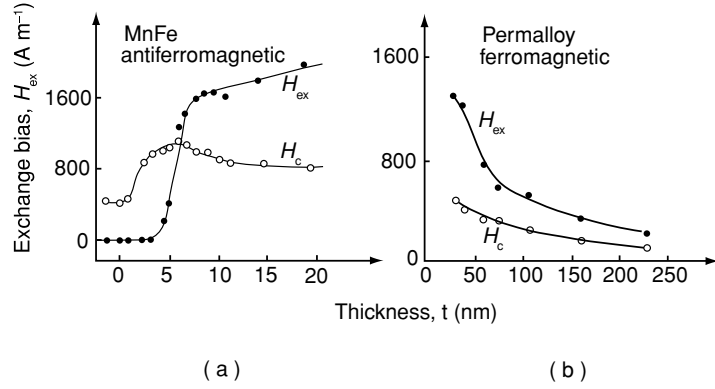 MnFe
antiferromagnetic
Exchange bias, Hex (A m–1)
1600
800
0
Hex
Hc
0 5 10 15 20
Permalloy
ferromagnetic
1600
800
0
Hex
Hc
0 50 100 150 200 250
Thickness, t (nm)
( a )
( b )